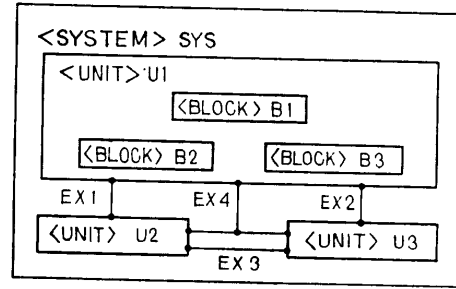 <SYSTEM> SYS
<UNIT> U1
<BLOCK> B1
<BLOCK> B2
<BLOCK> B3
EX1
EX4
EX2
<UNIT> U2
<UNIT> U3
EX3